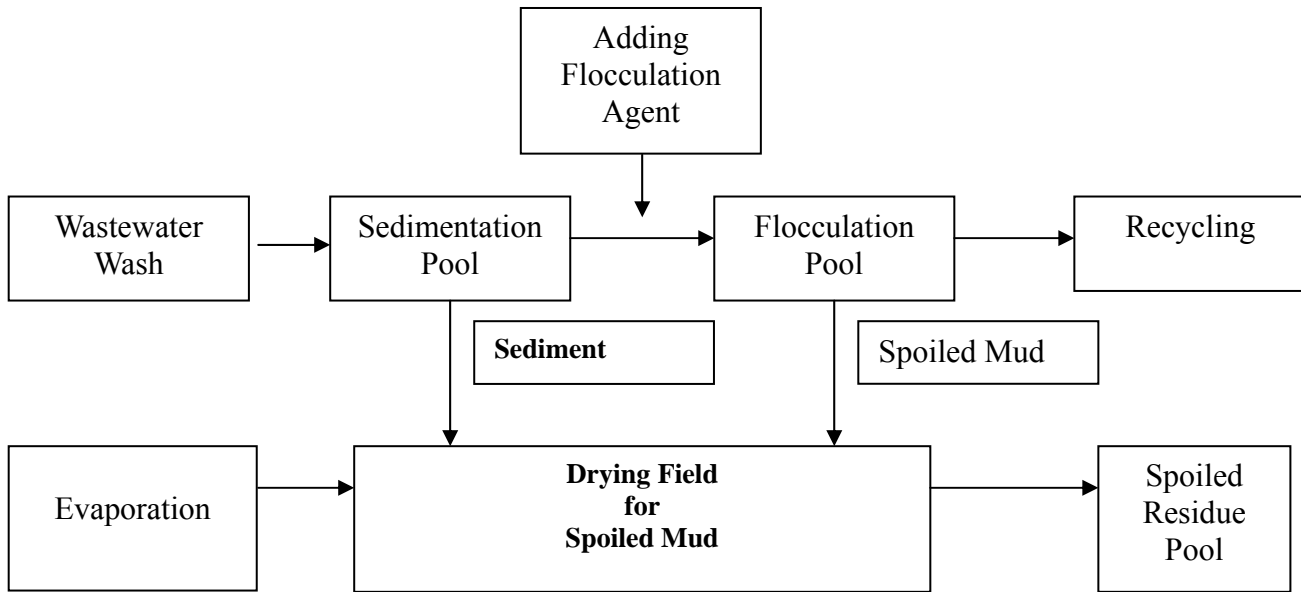 Adding
Flocculation
Agent
Wastewater
Wash
Sedimentation
Pool
Flocculation
Pool
Recycling
Sediment
Spoiled Mud
Evaporation
Drying Field
for
Spoiled Mud
Spoiled
Residue
Pool